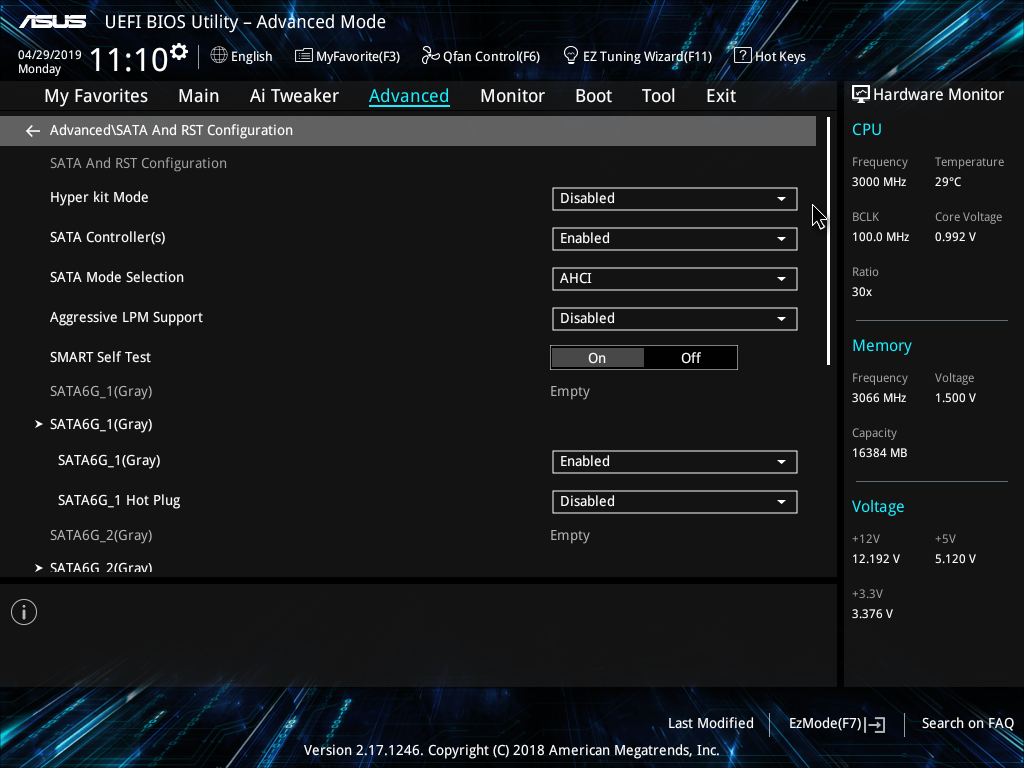 ASUS UEFI BIOS Utility – Advanced Mode
04/29/2019
Monday
11:10
English
MyFavorite(F3)
Qfan Control(F6)
EZ Tuning Wizard(F11)
? Hot Keys
My Favorites Main Ai Tweaker Advanced Monitor Boot Tool Exit
Hardware Monitor
← Advanced\SATA And RST Configuration
SATA And RST Configuration
Hyper kit Mode Disabled
SATA Controller(s) Enabled
SATA Mode Selection AHCI
Aggressive LPM Support Disabled
SMART Self Test On Off
SATA6G_1(Gray) Empty
SATA6G_1(Gray)
SATA6G_1(Gray) Enabled
SATA6G_1 Hot Plug Disabled
SATA6G_2(Gray) Empty
SATA6G_2(Gray)
CPU
Frequency Temperature
3000 MHz 29°C
BCLK Core Voltage
100.0 MHz 0.992 V
Ratio
30x
Memory
Frequency Voltage
3066 MHz 1.500 V
Capacity
16384 MB
Voltage
+12V +5V
12.192 V 5.120 V
+3.3V
3.376 V
Last Modified
EzMode(F7)
Search on FAQ
Version 2.17.1246. Copyright (C) 2018 American Megatrends, Inc.